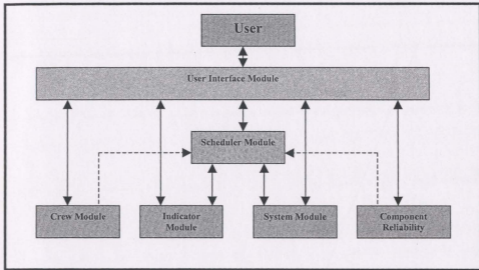 User
User Interface Module
Scheduler Module
Crew Module
Indicator
Module
System Module
Component
Reliability